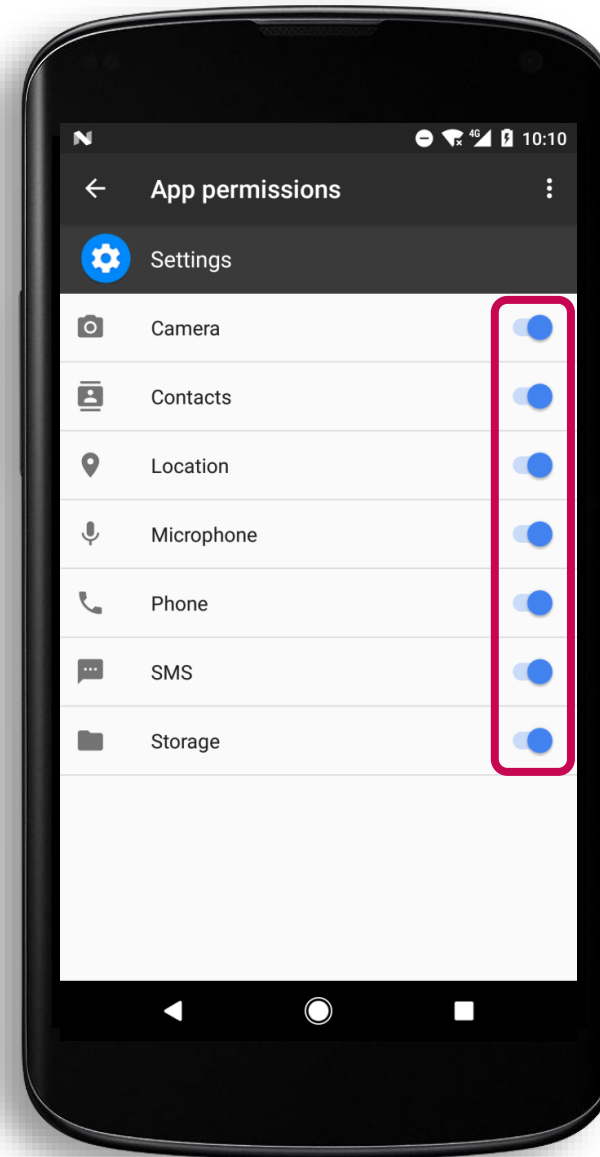 4G 10:10
App permissions
Settings
Camera
Contacts
Location
Microphone
Phone
SMS
Storage